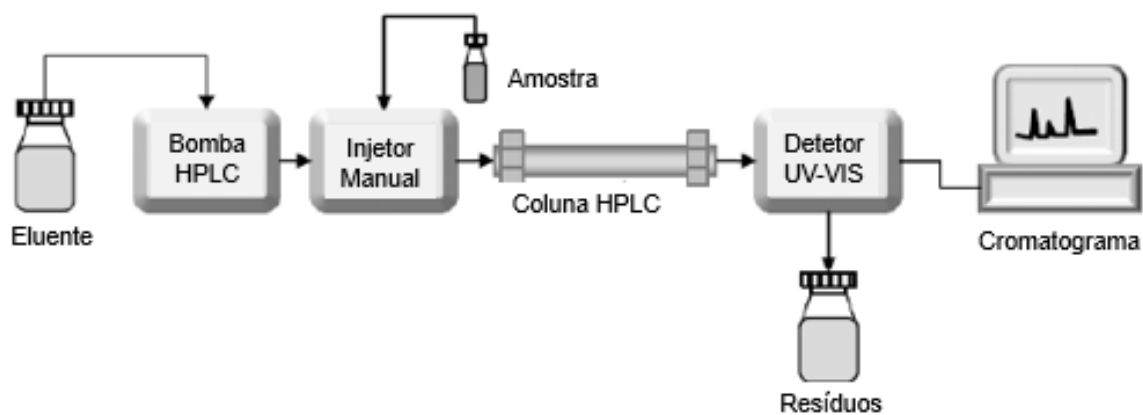 Eluente
Bomba
HPLC
Injetor
Manual
Amostra
Coluna HPLC
Detetor
UV-VIS
Resíduos
Cromatograma